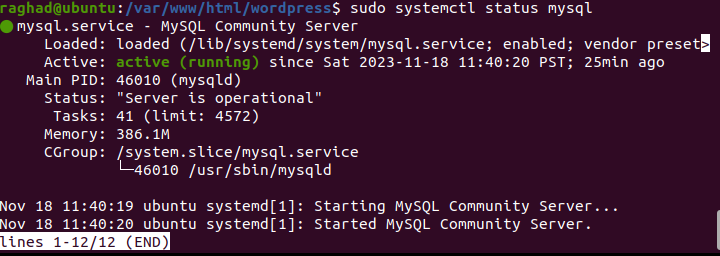 raghad@ubuntu:/var/www/html/wordpress$ sudo systemctl status mysql
● mysql.service - MySQL Community Server
     Loaded: loaded (/lib/systemd/system/mysql.service; enabled; vendor preset>
     Active: active (running) since Sat 2023-11-18 11:40:20 PST; 25min ago
   Main PID: 46010 (mysqld)
     Status: "Server is operational"
      Tasks: 41 (limit: 4572)
     Memory: 386.1M
     CGroup: /system.slice/mysql.service
             └─46010 /usr/sbin/mysqld
Nov 18 11:40:19 ubuntu systemd[1]: Starting MySQL Community Server...
Nov 18 11:40:20 ubuntu systemd[1]: Started MySQL Community Server.
lines 1-12/12 (END)